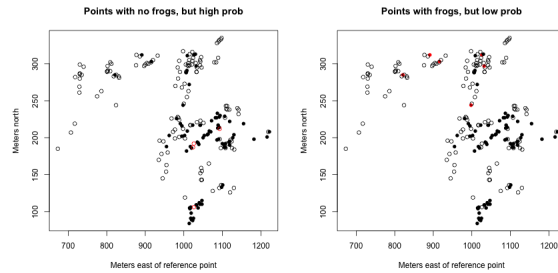 Points with no frogs, but high prob
Meters north
100 150 200 250 300
700 800 900 1000 1100 1200
Meters east of reference point
Points with frogs, but low prob
Meters north
100 150 200 250 300
700 800 900 1000 1100 1200
Meters east of reference point